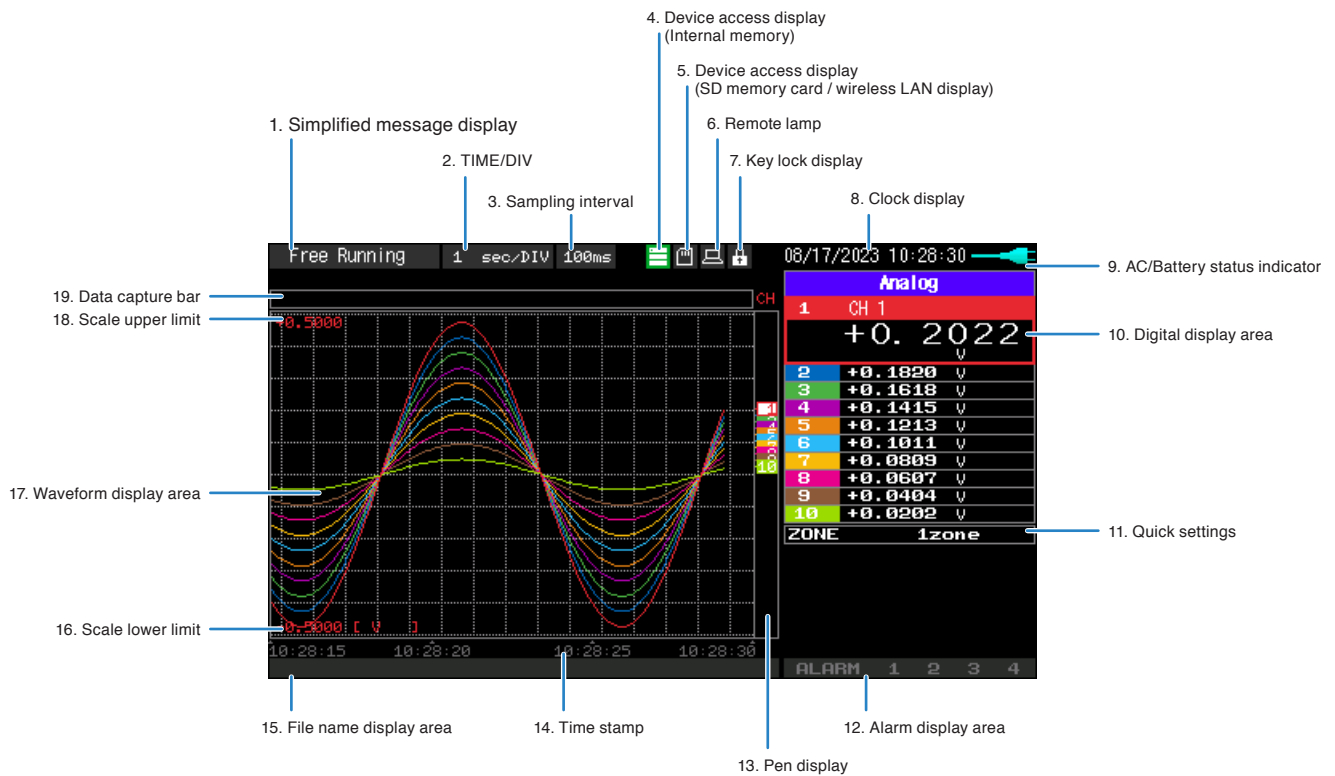 4. Device access display
(Internal memory)
5. Device access display
(SD memory card / wireless LAN display)
1. Simplified message display
6. Remote lamp
2. TIME/DIV
7. Key lock display
3. Sampling interval
8. Clock display
Free Running 1 sec/DIV 100ms 08/17/2023 10:28:30
9. AC/Battery status indicator
Analog
19. Data capture bar
CH
1 CH 1
18. Scale upper limit
+0.5000
+0. 2022
V
10. Digital display area
2 +0.1820 V
3 +0.1618 V
4 +0.1415 V
5 +0.1213 V
6 +0.1011 V
7 +0.0809 V
8 +0.0607 V
9 +0.0404 V
10 +0.0202 V
1
10
17. Waveform display area
ZONE 1zone
11. Quick settings
16. Scale lower limit
-0.5000 [ V ]
10:28:15 10:28:20 10:28:25 10:28:30
ALARM 1 2 3 4
15. File name display area
14. Time stamp
12. Alarm display area
13. Pen display